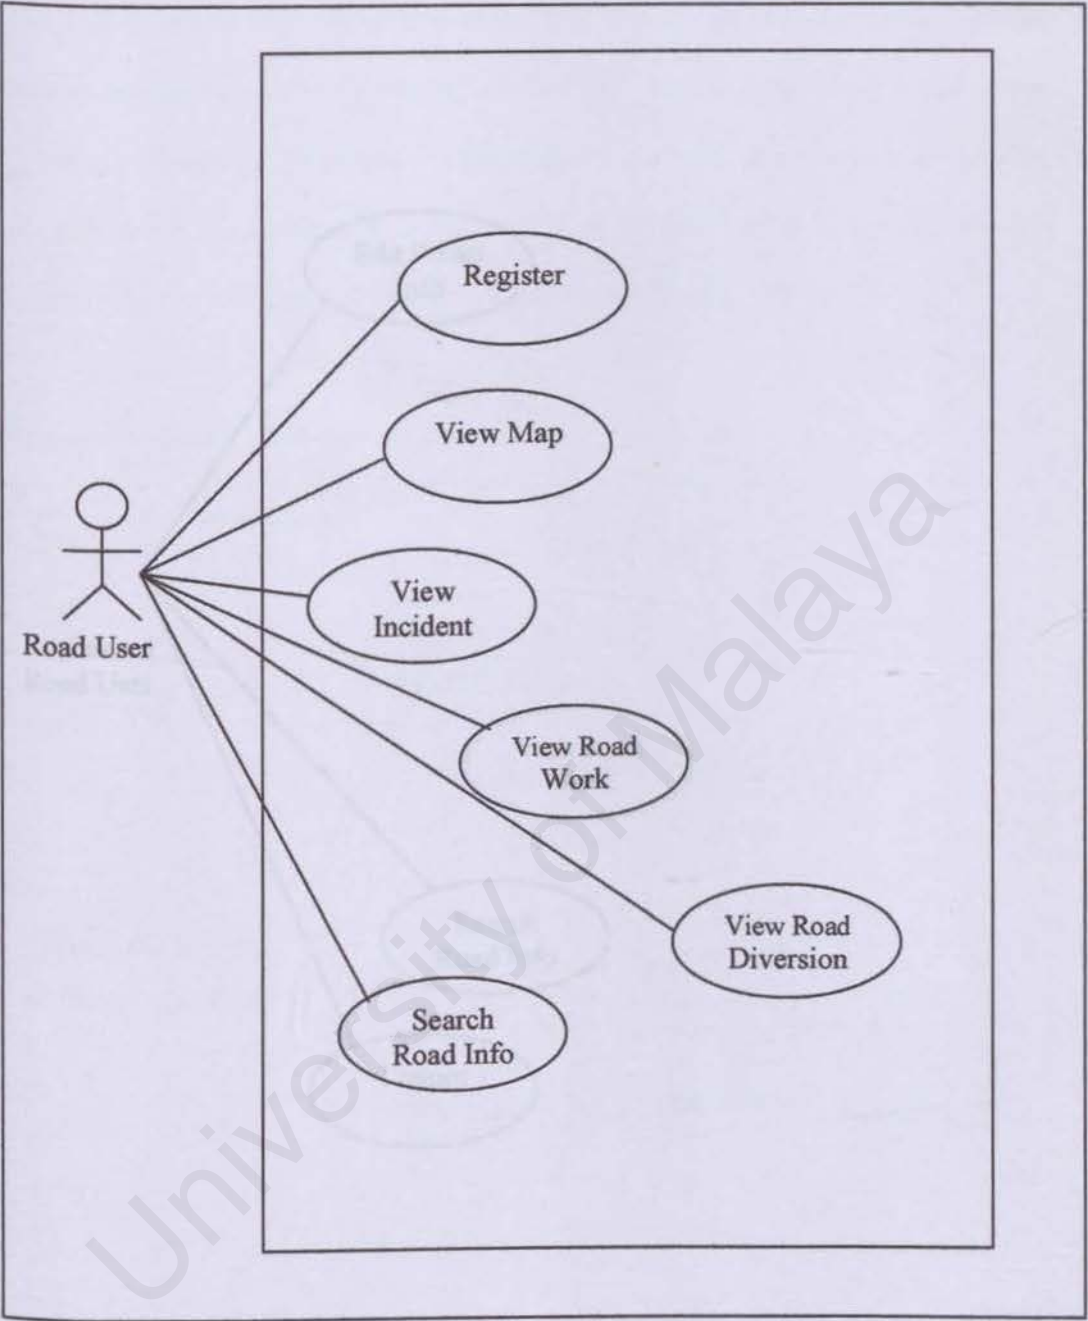 Register
View Map
View
Incident
Road User
View Road
Work
View Road
Diversion
Search
Road Info
University of Malaya